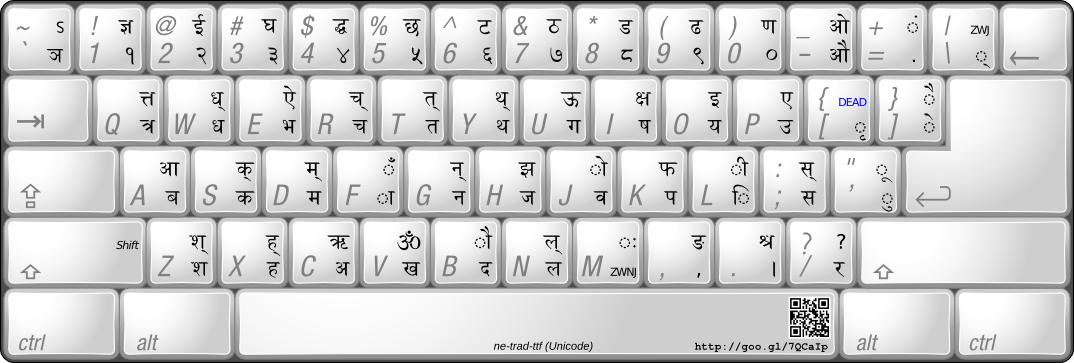 ~ ऽ ! ज्ञ @ ई # घ $ द्ध % छ ^ ट & ठ * ड ( ढ ) ण _ ओ + ं | ZWJ
` ञ 1 १ 2 २ 3 ३ 4 ४ 5 ५ 6 ६ 7 ७ 8 ८ 9 ९ 0 ० - औ = . \ ् ←
त्त ध् ऐ च् त् थ् ऊ क्ष इ ए { DEAD } ै
Q त्र W ध E भ R च T त Y थ U ग I ष O य P उ [ ृ ] े
आ क् म् ँ न् झ ो फ ी : स् " ू
A ब S क D म F ा G न H ज J व K प L ि ; स ' ु
Shift श् ह् ऋ ॐ ौ ल् ः ङ श्र ? ?
Z श X ह C अ V ख B द N ल M ZWNJ , , . । / र
ctrl alt ne-trad-ttf (Unicode) http://goo.gl/7QCaIp alt ctrl